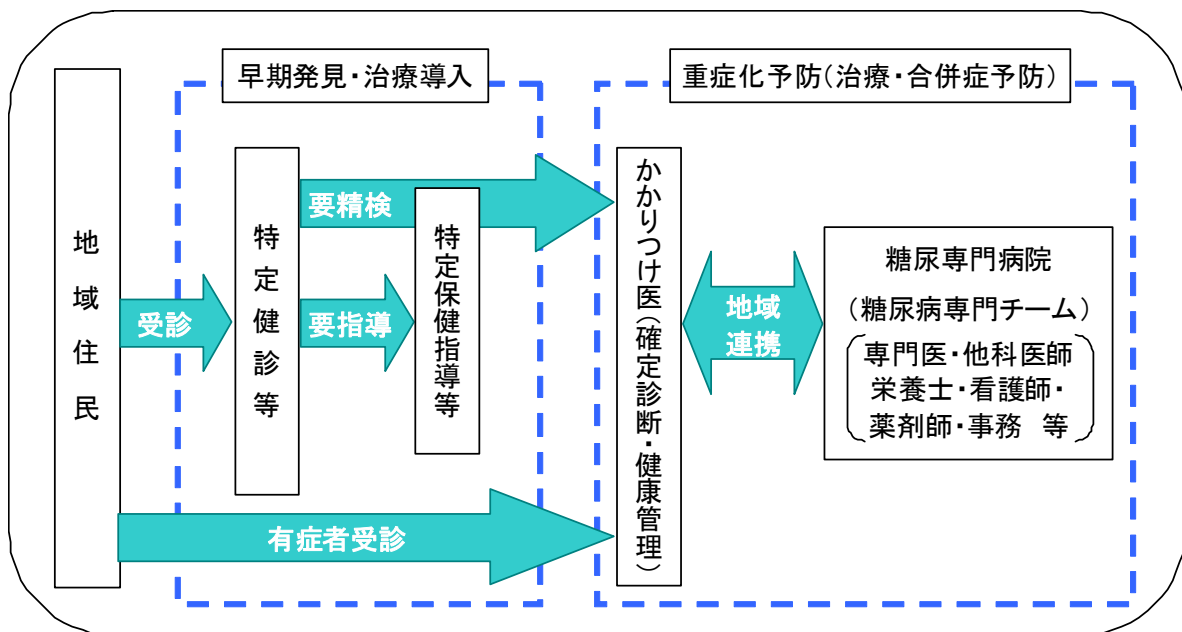 早期発見・治療導入
重症化予防(治療・合併症予防)
地域住民
受診
特定健診等
要精検
要指導
特定保健指導等
有症者受診
かかりつけ医(確定診断・健康管理)
地域
連携
糖尿専門病院
(糖尿病専門チーム)
専門医・他科医師
栄養士・看護師・
薬剤師・事務 等